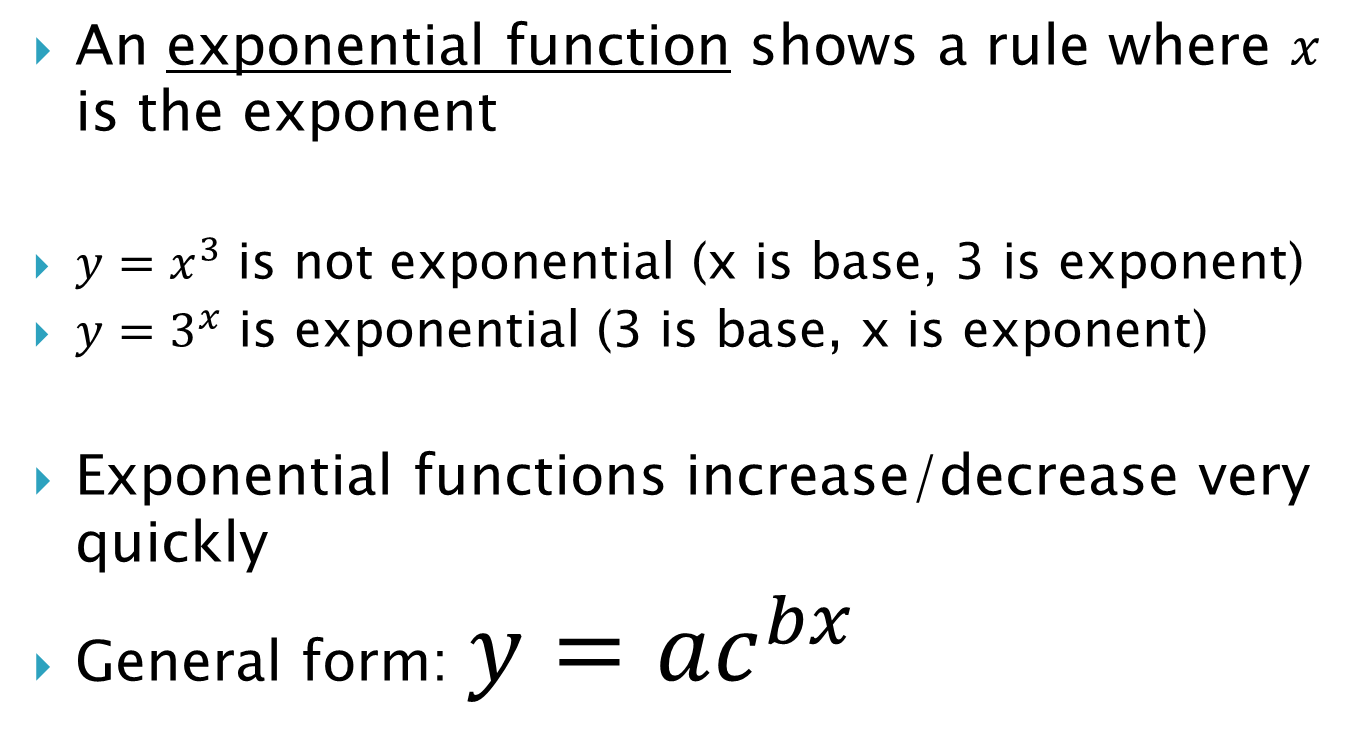 An exponential function shows a rule where x
is the exponent
y = x³ is not exponential (x is base, 3 is exponent)
y = 3ˣ is exponential (3 is base, x is exponent)
Exponential functions increase/decrease very
quickly
General form: y = acᵇˣ